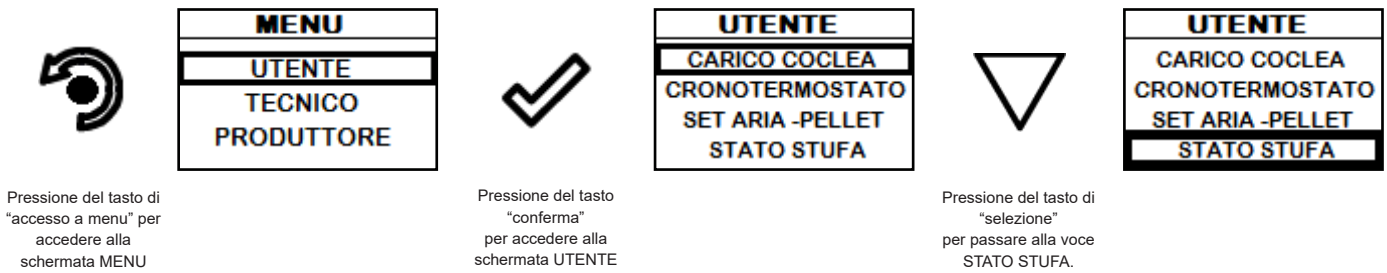 MENU
UTENTE
TECNICO
PRODUTTORE
Pressione del tasto di
“accesso a menu” per
accedere alla
schermata MENU
UTENTE
CARICO COCLEA
CRONOTERMOSTATO
SET ARIA -PELLET
STATO STUFA
Pressione del tasto
“conferma”
per accedere alla
schermata UTENTE
UTENTE
CARICO COCLEA
CRONOTERMOSTATO
SET ARIA -PELLET
STATO STUFA
Pressione del tasto di
“selezione”
per passare alla voce
STATO STUFA.